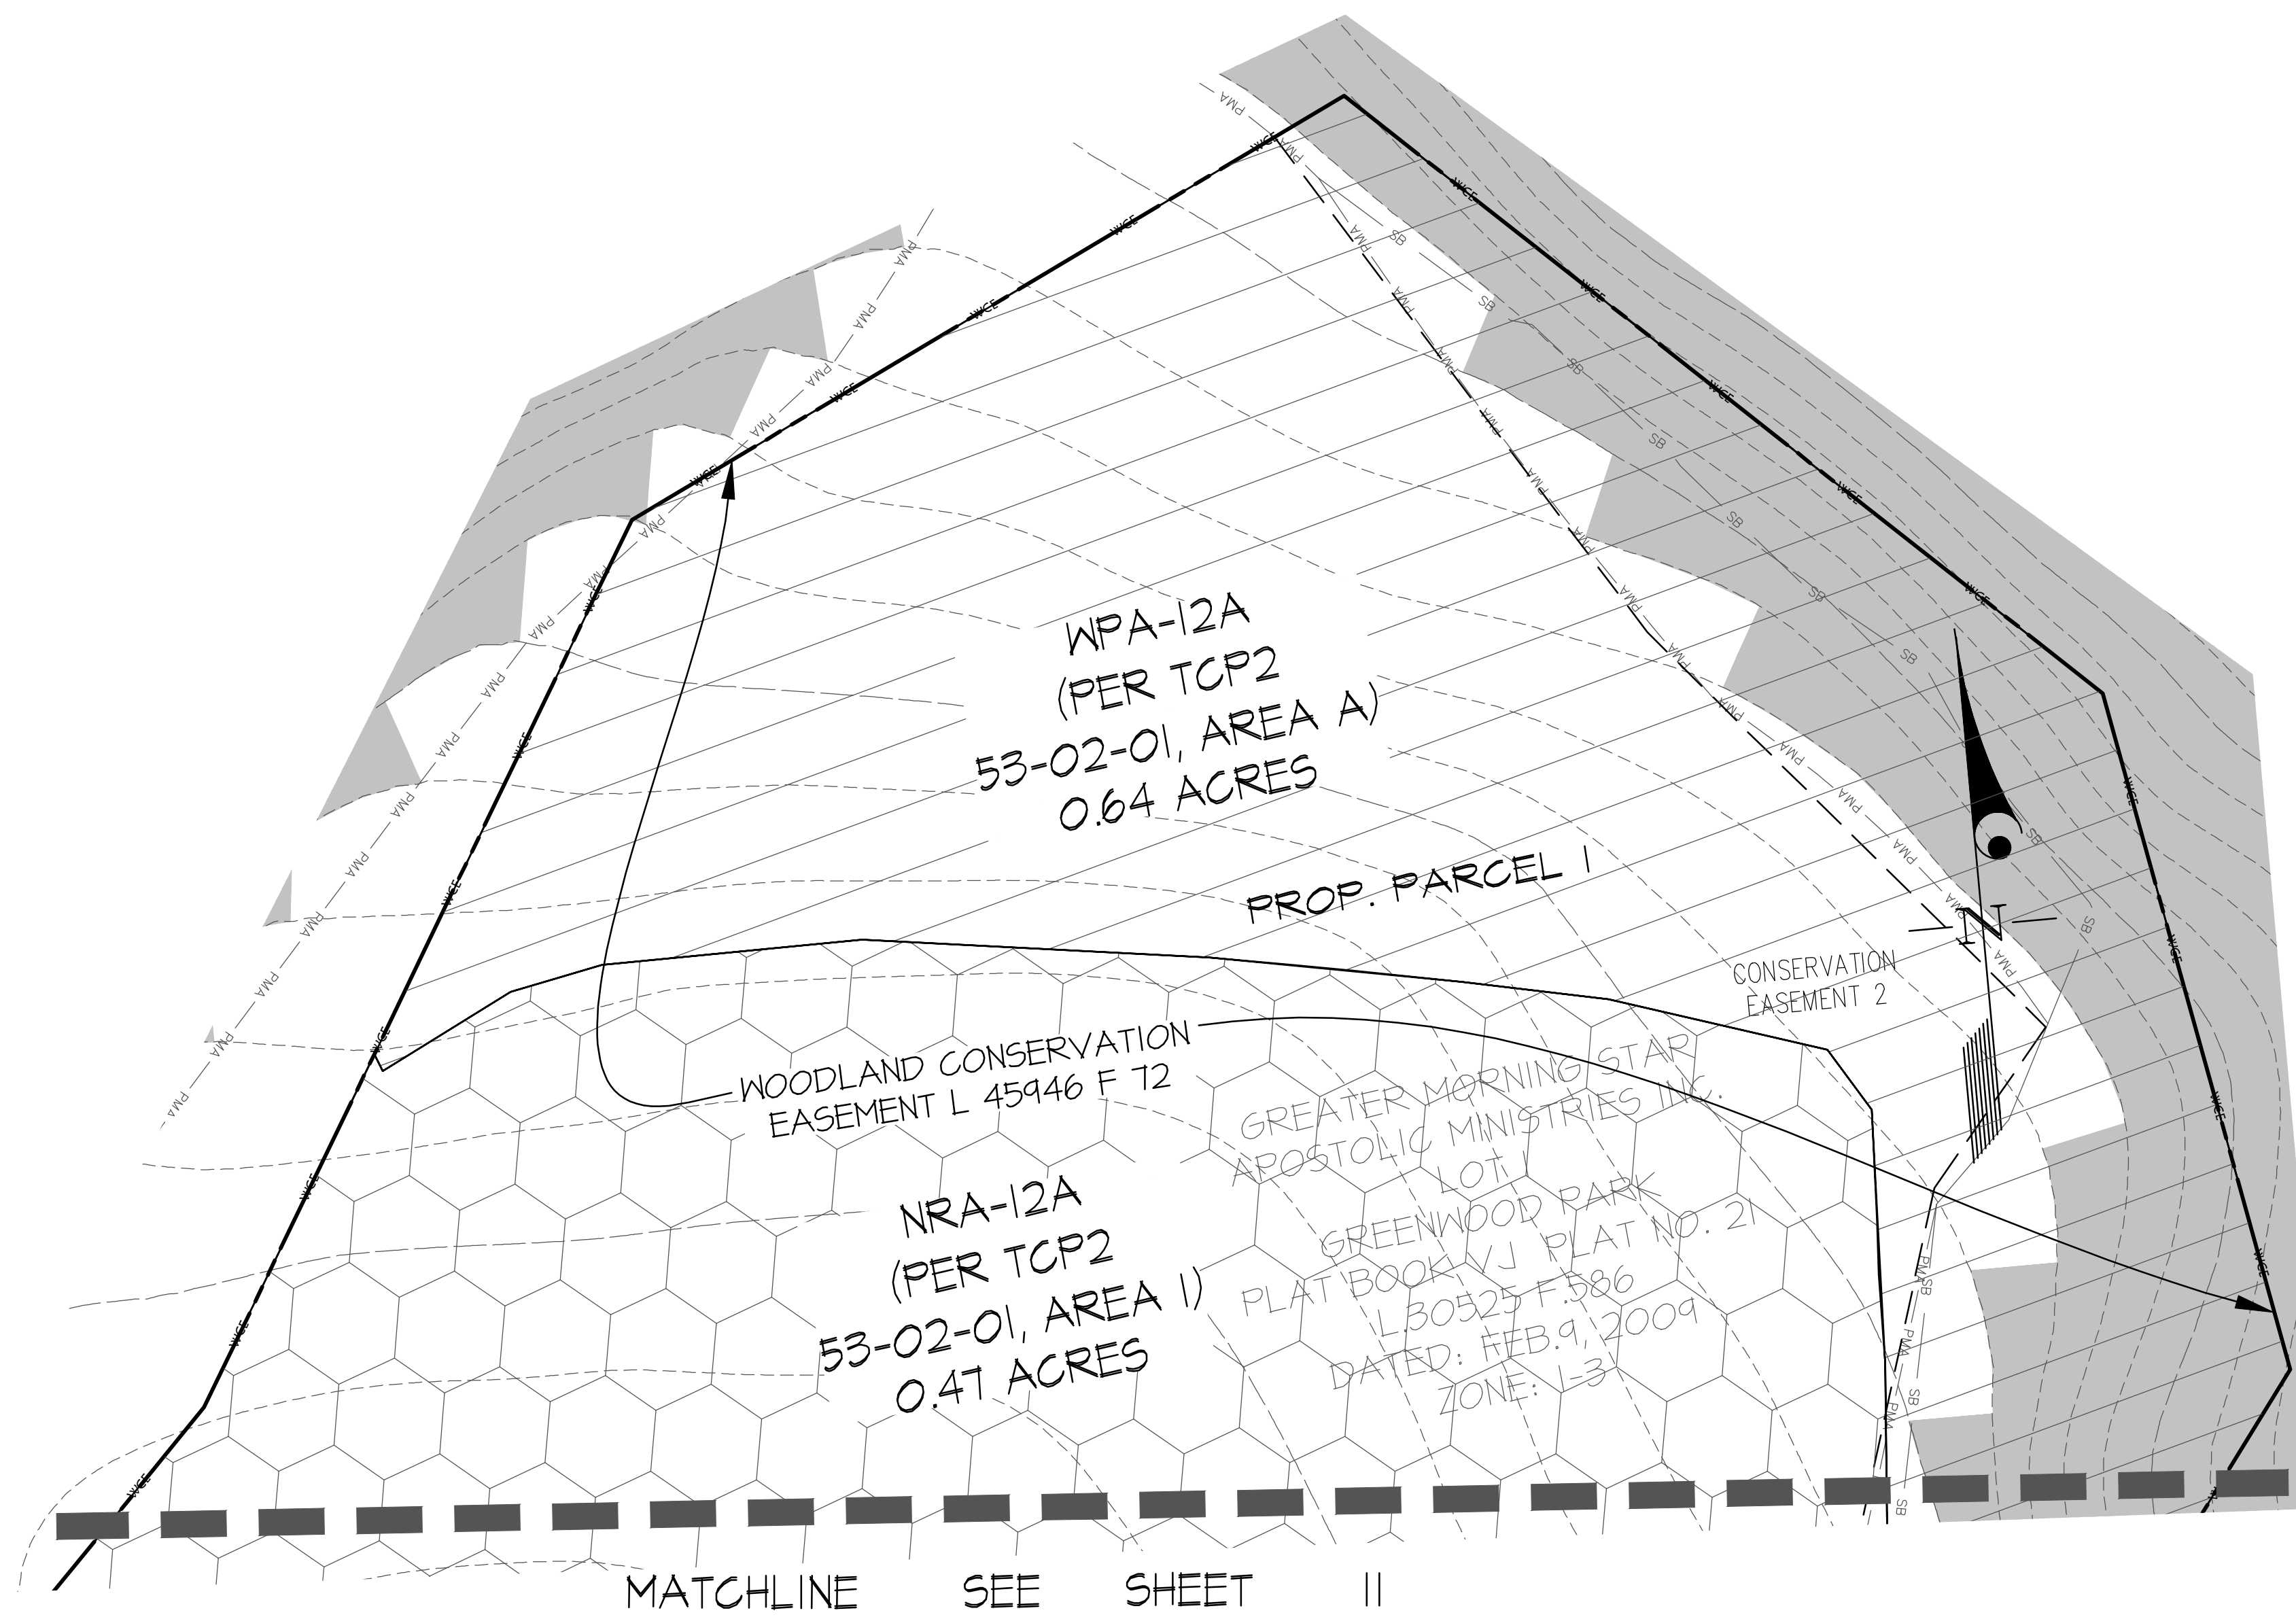 WPA-12A
(PER TCP2
53-02-01, AREA A)
0.64 ACRES
PROP. PARCEL 1
CONSERVATION
EASEMENT 2
N
WOODLAND CONSERVATION
EASEMENT L 45946 F 72
GREATER MORNING STAR
APOSTOLIC MINISTRIES INC.
LOT 1
GREENWOOD PARK
PLAT BOOK VJ PLAT NO. 21
L.30525 F.586
DATED: FEB.9, 2009
ZONE: I-3
NRA-12A
(PER TCP2
53-02-01, AREA 1)
0.47 ACRES
MATCHLINE SEE SHEET 11
PMA
WCE
SB